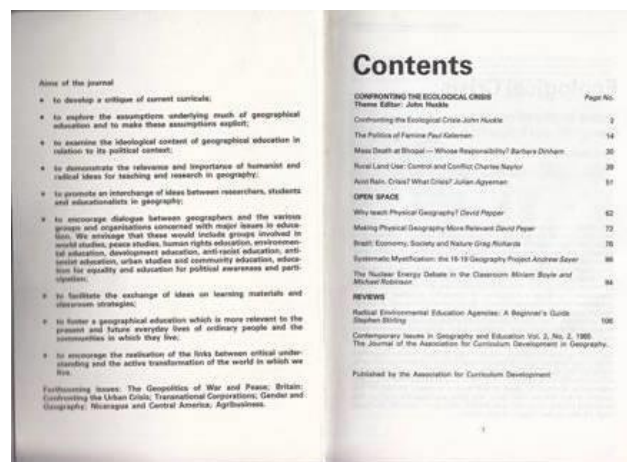 Aims of the journal
• to develop a critique of current curricula;
• to explore the assumptions underlying much of geographical
education and to make these assumptions explicit;
• to examine the ideological content of geographical education in
relation to its political context;
• to demonstrate the relevance and importance of humanist and
radical ideas for teaching and research in geography;
• to promote an interchange of ideas between researchers, students
and educationalists in geography;
• to encourage dialogue between geographers and the various
groups and organisations concerned with major issues in educa-
tion. We envisage that these would include groups involved in
world studies, peace studies, human rights education, environmen-
tal education, development education, anti-racist education, anti-
sexist education, urban studies and community education, educa-
tion for equality and education for political awareness and parti-
cipation;
• to facilitate the exchange of ideas on learning materials and
classroom strategies;
• to foster a geographical education which is more relevant to the
present and future everyday lives of ordinary people and the
communities in which they live;
• to encourage the realisation of the links between critical under-
standing and the active transformation of the world in which we
live.
Forthcoming issues: The Geopolitics of War and Peace; Britain:
Confronting the Urban Crisis; Transnational Corporations; Gender and
Geography; Nicaragua and Central America; Agribusiness.
Contents
CONFRONTING THE ECOLOGICAL CRISIS
Theme Editor: John Huckle Page No.
Confronting the Ecological Crisis John Huckle 2
The Politics of Famine Paul Kelemen 14
Mass Death at Bhopal — Whose Responsibility? Barbara Dinham 30
Rural Land Use: Control and Conflict Charles Naylor 39
Acid Rain. Crisis? What Crisis? Julian Agyeman 51
OPEN SPACE
Why teach Physical Geography? David Pepper 62
Making Physical Geography More Relevant David Peper 72
Brazil: Economy, Society and Nature Greg Richards 76
Systematic Mystification: the 16-19 Geography Project Andrew Sayer 86
The Nuclear Energy Debate in the Classroom Miriam Boyle and
Michael Robinson 94
REVIEWS
Radical Environmental Education Agencies: A Beginner's Guide
Stephen Stirling 106
Contemporary Issues in Geography and Education Vol. 2, No. 2, 1985
The Journal of the Association for Curriculum Development in Geography.
Published by the Association for Curriculum Development
1